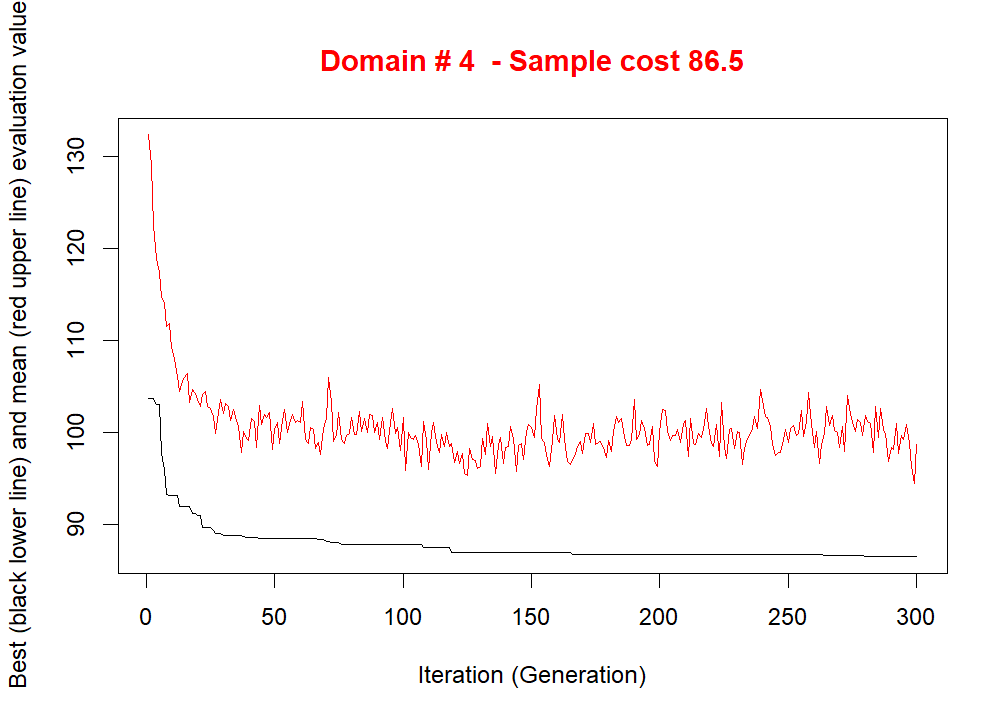 Domain # 4  - Sample cost 86.5
Best (black lower line) and mean (red upper line) evaluation value
130
120
110
100
90
0 50 100 150 200 250 300
Iteration (Generation)